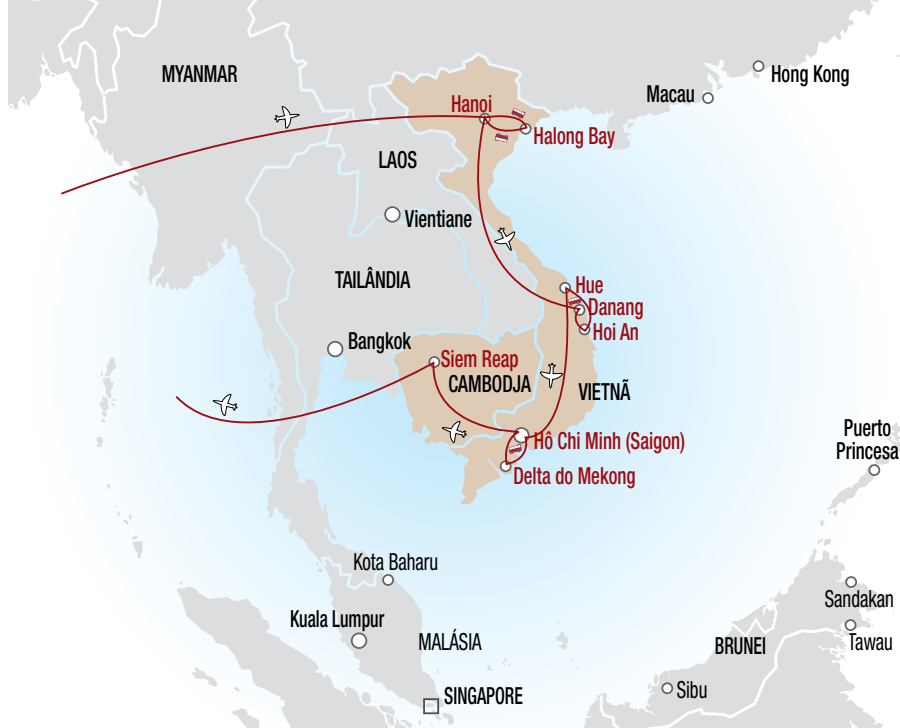 MYANMAR
Hong Kong
Macau
Hanoi
Halong Bay
LAOS
Vientiane
TAILÂNDIA
Hue
Danang
Hoi An
Bangkok
Siem Reap
CAMBODJA
VIETNÃ
Hô Chi Minh (Saigon)
Puerto
Princesa
Delta do Mekong
Kota Baharu
Sandakan
Kuala Lumpur
MALÁSIA
BRUNEI
Tawau
Sibu
SINGAPORE